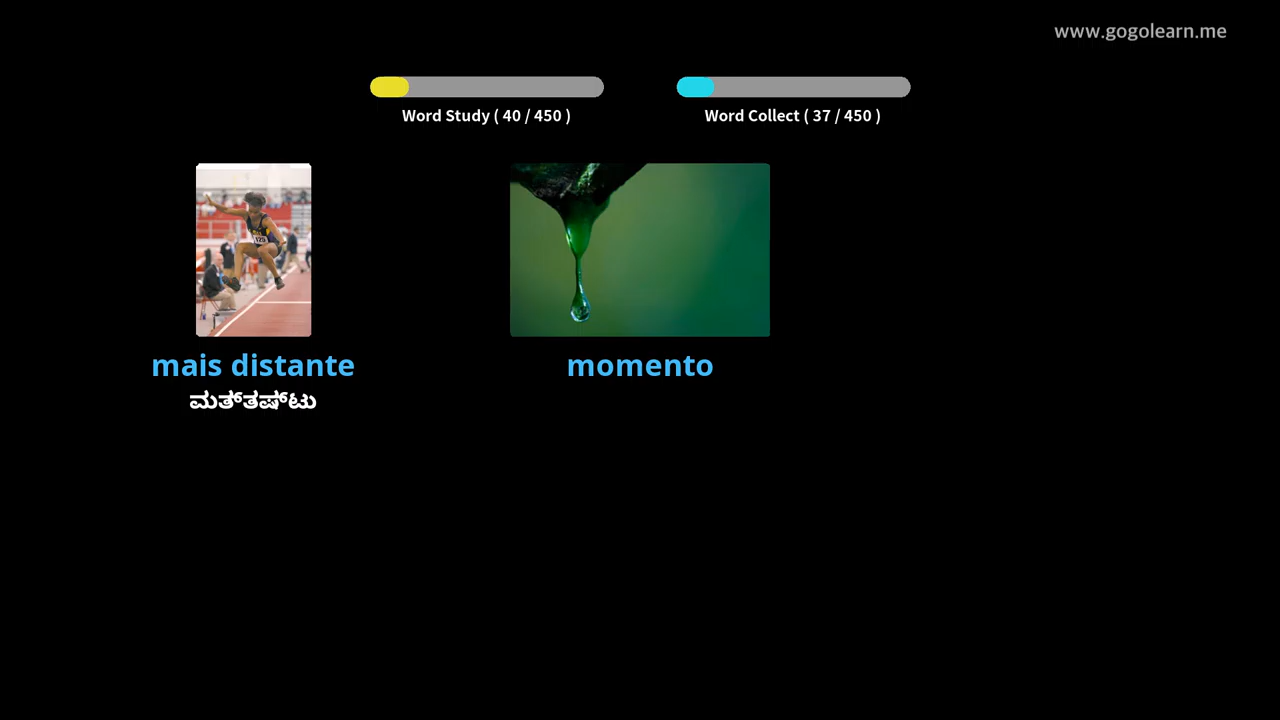 www.gogolearn.me
Word Study ( 40 / 450 )
Word Collect ( 37 / 450 )
mais distante
ಮತ್ತಷ್ಟು
momento